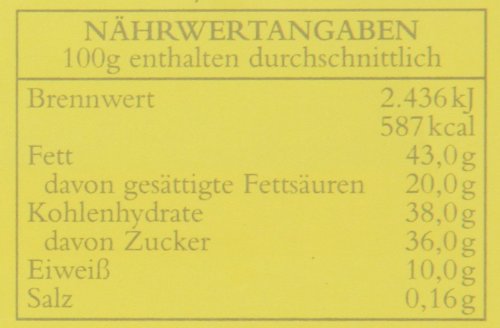 NÄHRWERTANGABEN
100g enthalten durchschnittlich
Brennwert 2.436 kJ
587 kcal
Fett 43,0 g
davon gesättigte Fettsäuren 20,0 g
Kohlenhydrate 38,0 g
davon Zucker 36,0 g
Eiweiß 10,0 g
Salz 0,16 g